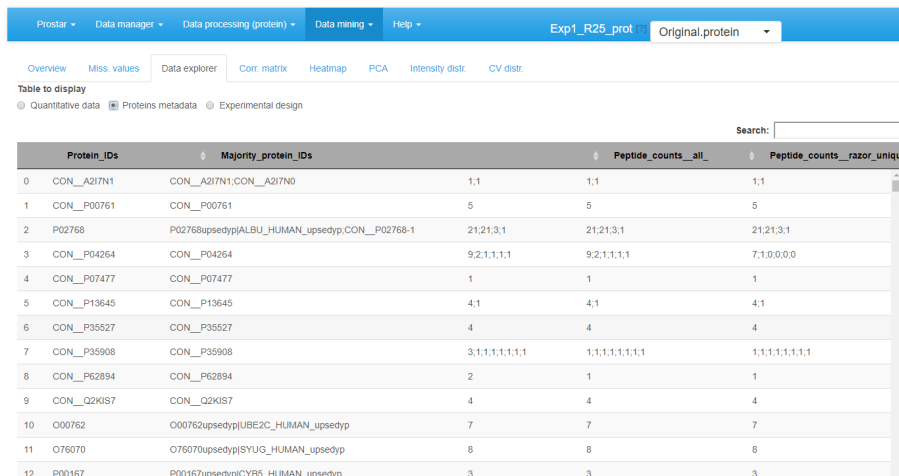 Prostar Data manager Data processing (protein) Data mining Help Exp1_R25_prot [?] Original.protein
Overview Miss. values Data explorer Corr. matrix Heatmap PCA Intensity distr. CV distr.
Table to display
Quantitative data Proteins metadata Experimental design
Search:
Protein_IDs Majority_protein_IDs Peptide_counts__all_ Peptide_counts__razor_uniqu
0 CON__A2I7N1 CON__A2I7N1;CON__A2I7N0 1;1 1;1 1;1
1 CON__P00761 CON__P00761 5 5 5
2 P02768 P02768upsedyp|ALBU_HUMAN_upsedyp;CON__P02768-1 21;21;3;1 21;21;3;1 21;21;3;1
3 CON__P04264 CON__P04264 9;2;1;1;1;1 9;2;1;1;1;1 7;1;0;0;0;0
4 CON__P07477 CON__P07477 1 1 1
5 CON__P13645 CON__P13645 4;1 4;1 4;1
6 CON__P35527 CON__P35527 4 4 4
7 CON__P35908 CON__P35908 3;1;1;1;1;1;1;1 1;1;1;1;1;1;1;1 1;1;1;1;1;1;1;1
8 CON__P62894 CON__P62894 2 1 1
9 CON__Q2KIS7 CON__Q2KIS7 4 4 4
10 O00762 O00762upsedyp|UBE2C_HUMAN_upsedyp 7 7 7
11 O76070 O76070upsedyp|SYUG_HUMAN_upsedyp 8 8 8
12 P00167 P00167upsedyp|CYB5_HUMAN_upsedyp 3 3 3